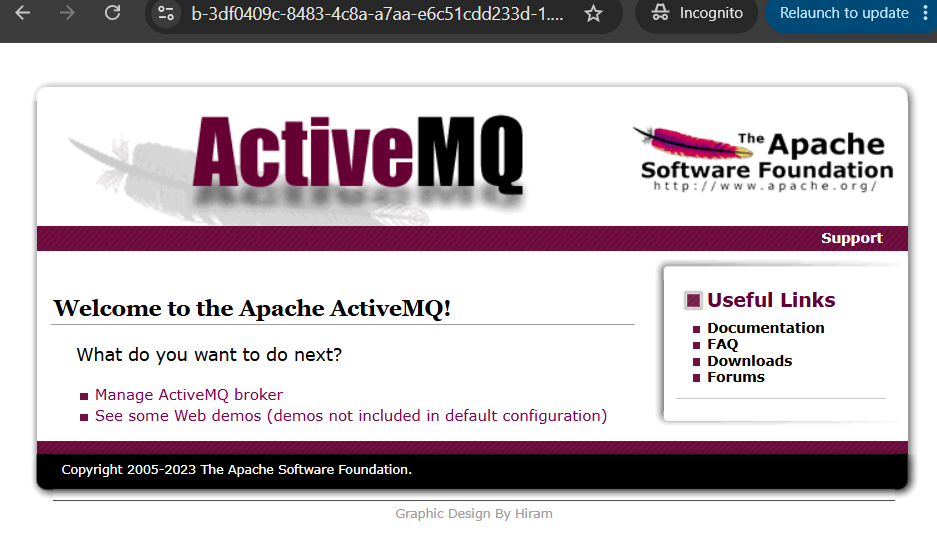 b-3df0409c-8483-4c8a-a7aa-e6c51cdd233d-1....
Incognito
Relaunch to update
ActiveMQ
The Apache
Software Foundation
http://www.apache.org/
Support
Welcome to the Apache ActiveMQ!
What do you want to do next?
Manage ActiveMQ broker
See some Web demos (demos not included in default configuration)
Useful Links
Documentation
FAQ
Downloads
Forums
Copyright 2005-2023 The Apache Software Foundation.
Graphic Design By Hiram